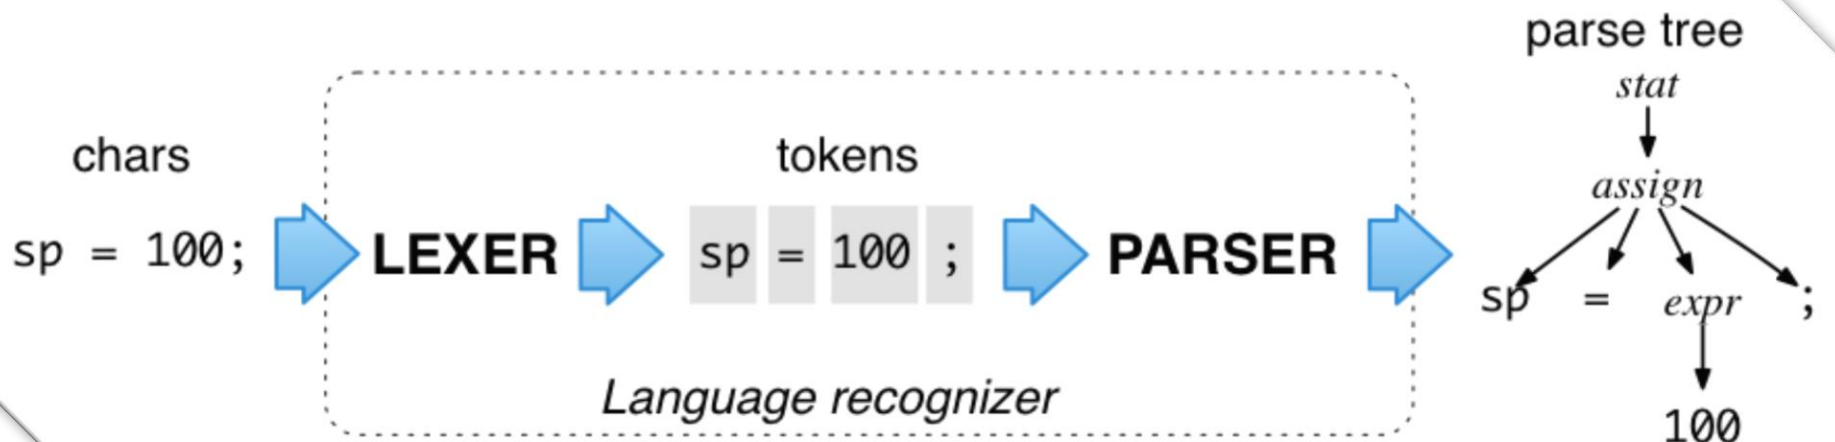 parse tree
stat
chars
tokens
assign
sp = 100;
LEXER
sp = 100 ;
PARSER
sp = expr ;
Language recognizer
100